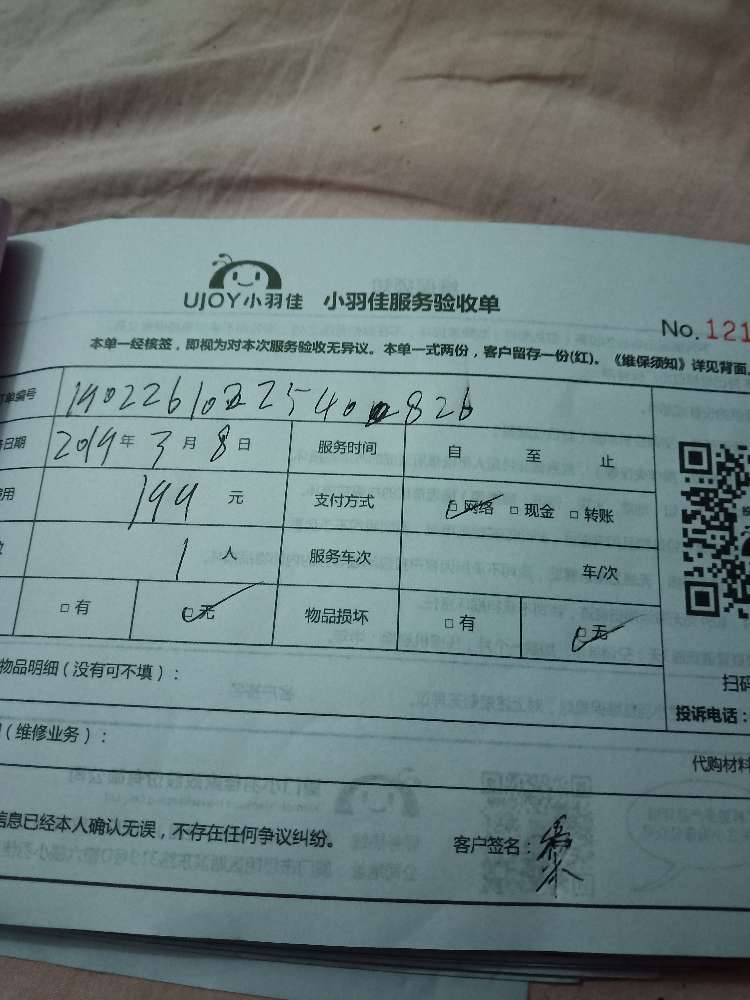 UJOY小羽佳 小羽佳服务验收单
No.121
本单一经核签，即视为对本次服务验收无异议。本单一式两份，客户留存一份(红)。《维保须知》详见背面。
单编号
日期 2019年 3月 8日 服务时间 自 至 止
用 199 元 支付方式 □网络 □现金 □转账
1 人 服务车次 车/次
□有 □无 物品损坏 □有 □无
物品明细（没有可不填）：
扫码
投诉电话：
（维修业务）：
代购材料
信息已经本人确认无误，不存在任何争议纠纷。
客户签名：